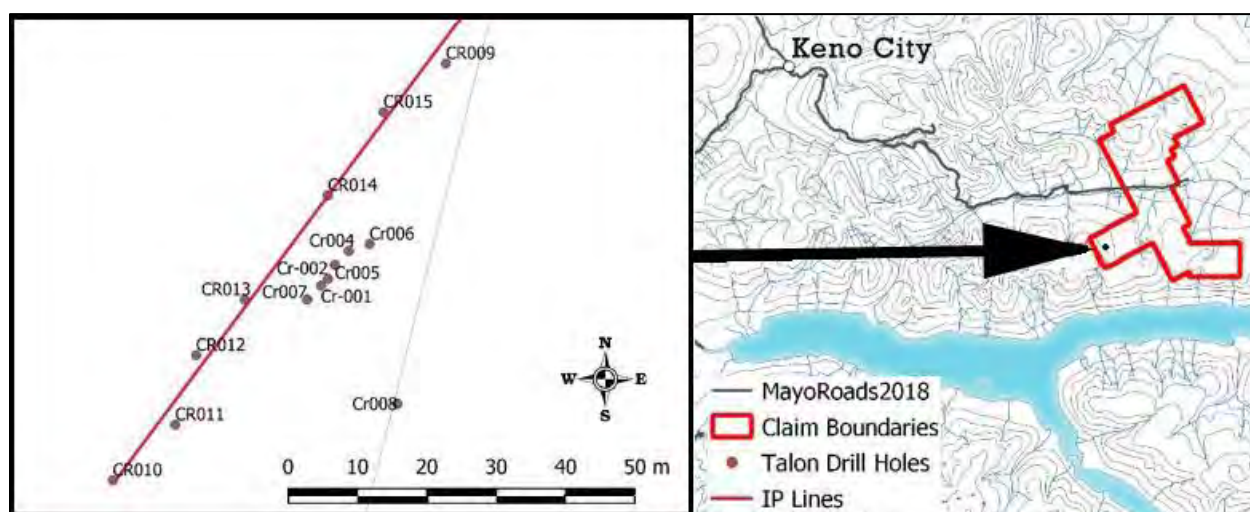 CR009
CR015
CR014
Cr006
Cr004
Cr-002
Cr005
CR013
Cr007
Cr-001
CR012
Cr008
CR011
CR010
N
W E
S
0 10 20 30 40 50 m
Keno City
MayoRoads2018
Claim Boundaries
Talon Drill Holes
IP Lines